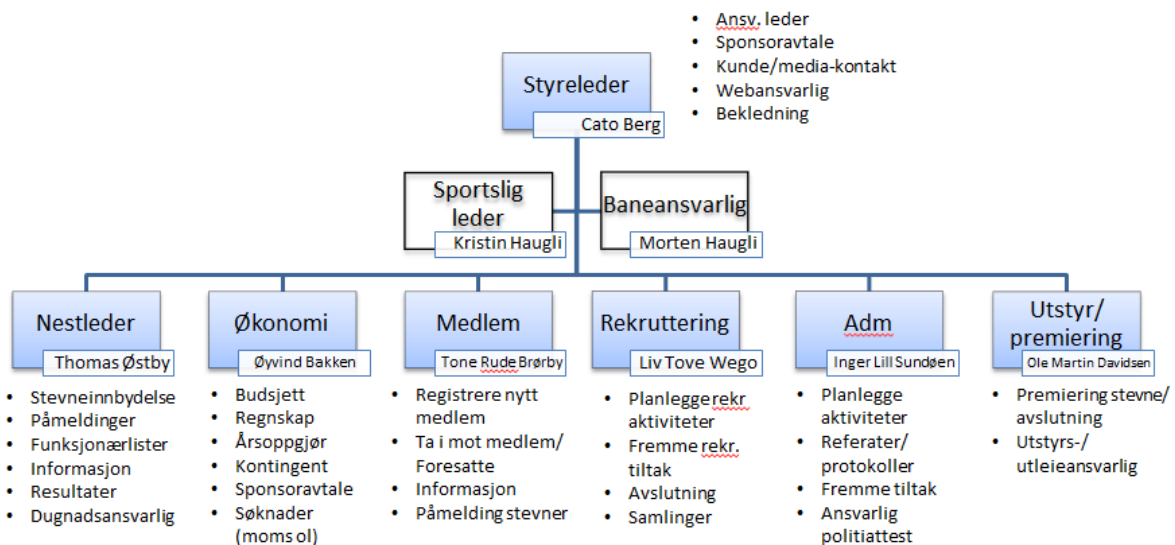 • Ansv. leder
• Sponsoravtale
• Kunde/media-kontakt
• Webansvarlig
• Bekledning
Styreleder
Cato Berg
Sportslig
leder
Kristin Haugli
Baneansvarlig
Morten Haugli
Nestleder
Thomas Østby
• Stevneinnbydelse
• Påmeldinger
• Funksjonærlister
• Informasjon
• Resultater
• Dugnadsansvarlig
Økonomi
Øyvind Bakken
• Budsjett
• Regnskap
• Årsoppgjør
• Kontingent
• Sponsoravtale
• Søknader
(moms ol)
Medlem
Tone Rude Brørby
• Registrere nytt
medlem
• Ta i mot medlem/
Foresatte
• Informasjon
• Påmelding stevner
Rekruttering
Liv Tove Wego
• Planlegge rekr
aktiviteter
• Fremme rekr.
tiltak
• Avslutning
• Samlinger
Adm
Inger Lill Sundøen
• Planlegge
aktiviteter
• Referater/
protokoller
• Fremme tiltak
• Ansvarlig
politiattest
Utstyr/
premiering
Ole Martin Davidsen
• Premiering stevne/
avslutning
• Utstyrs-/
utleieansvarlig